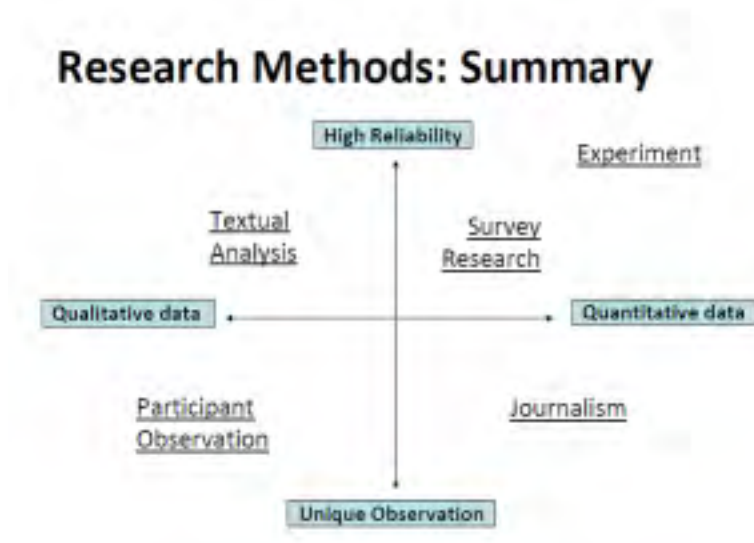 Research Methods: Summary
High Reliability
Experiment
Textual
Analysis
Survey
Research
Qualitative data
Quantitative data
Participant
Observation
Journalism
Unique Observation